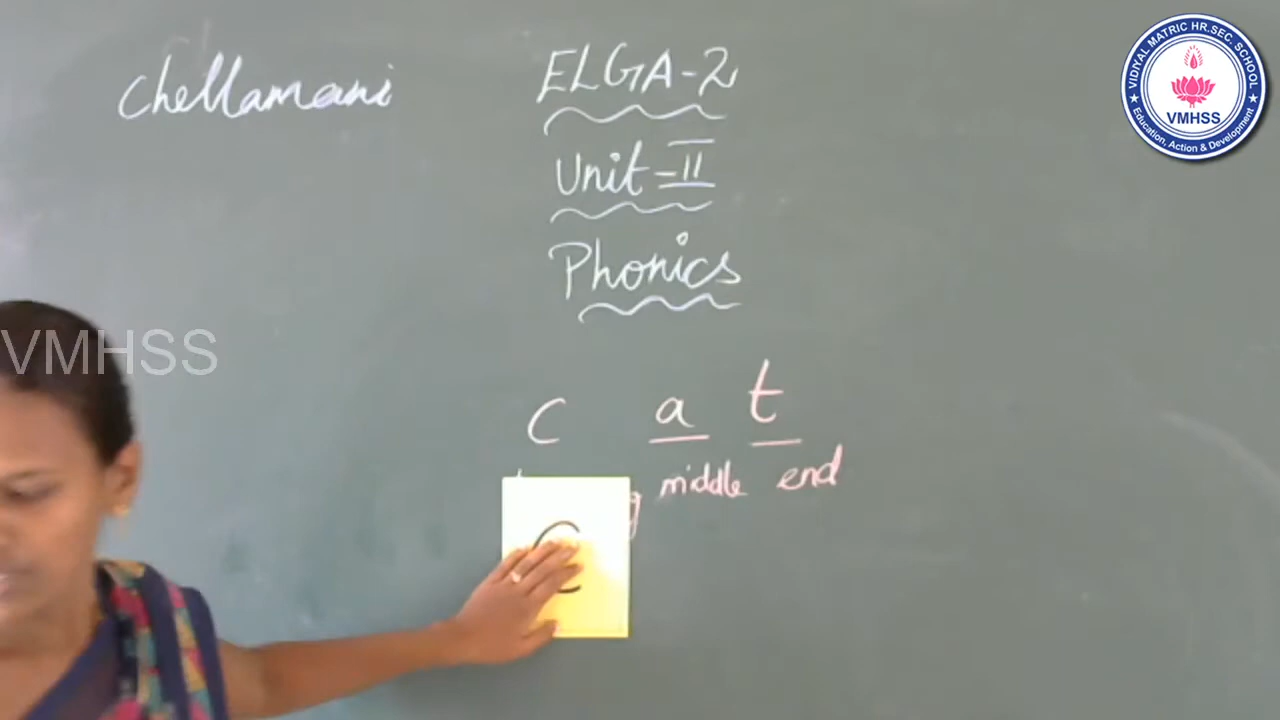 Chellamani
ELGA-2
Unit-II
Phonics
c a t
middle end
C
VIDIYAL MATRIC HR.SEC. SCHOOL
VMHSS
Education, Action & Development
VMHSS